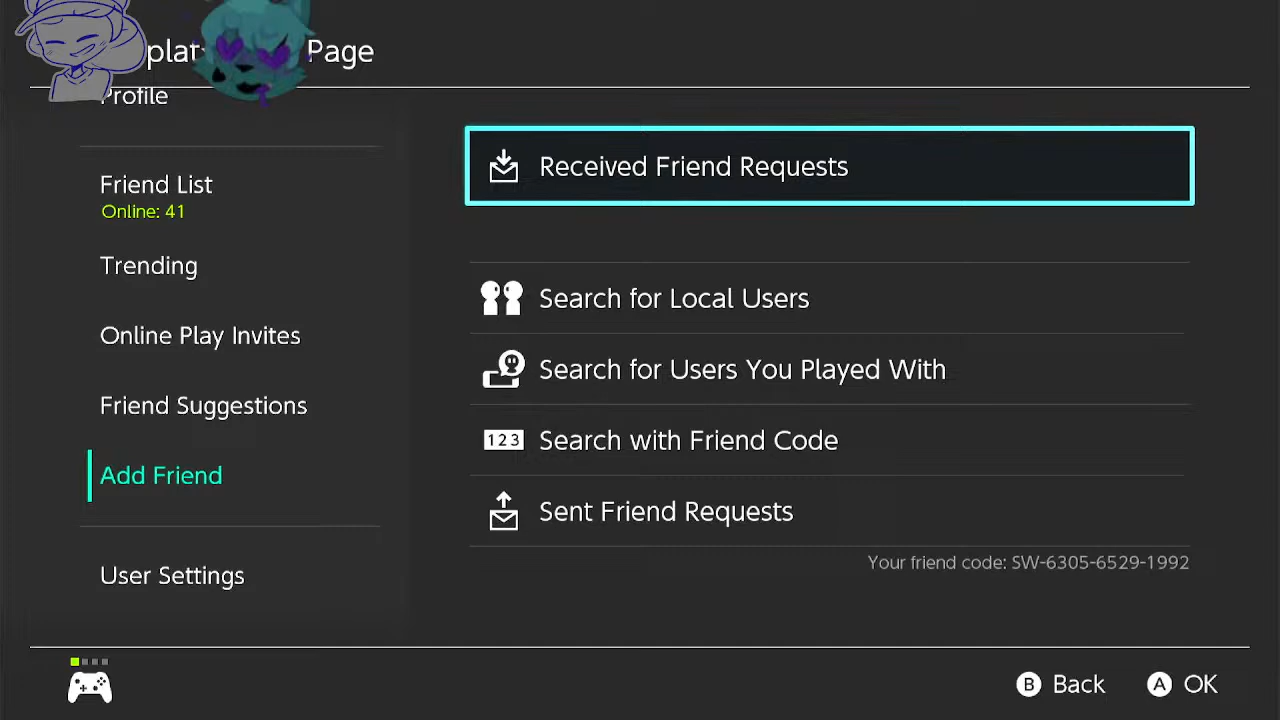 Page
Profile
Friend List
Online: 41
Trending
Online Play Invites
Friend Suggestions
Add Friend
User Settings
Received Friend Requests
Search for Local Users
Search for Users You Played With
123 Search with Friend Code
Sent Friend Requests
Your friend code: SW-6305-6529-1992
B Back
A OK